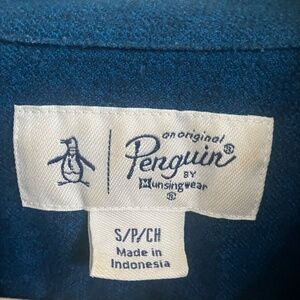 an original
Penguin®
BY
Munsingwear
®
S/P/CH
Made in
Indonesia